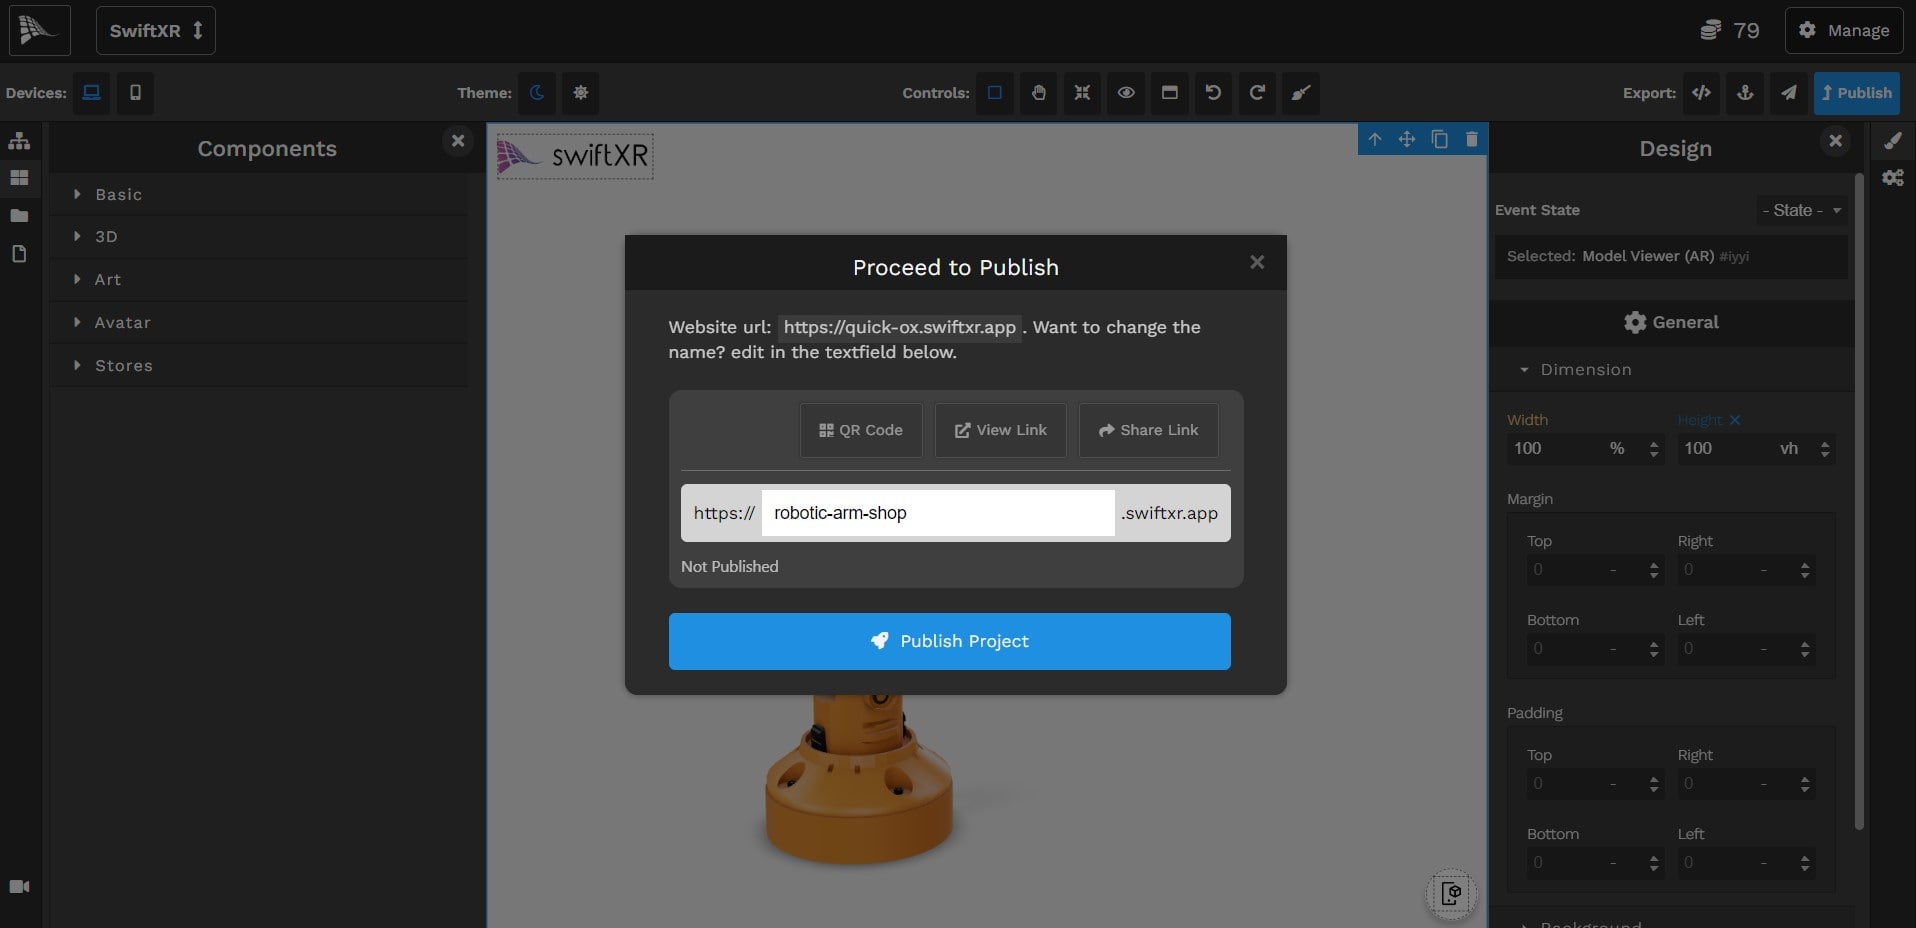 SwiftXR
79
Manage
Devices:
Theme:
Controls:
Export:
Publish
Components
Basic
3D
Art
Avatar
Stores
swiftXR
Proceed to Publish
Website url: https://quick-ox.swiftxr.app . Want to change the
name? edit in the textfield below.
QR Code
View Link
Share Link
https:// robotic-arm-shop .swiftxr.app
Not Published
Publish Project
Design
Event State
- State -
Selected: Model Viewer (AR) #iyyi
General
Dimension
Width
Height
100 %
100 vh
Margin
Top
Right
0 -
0 -
Bottom
Left
0 -
0 -
Padding
Top
Right
0 -
0 -
Bottom
Left
0 -
0 -
Background